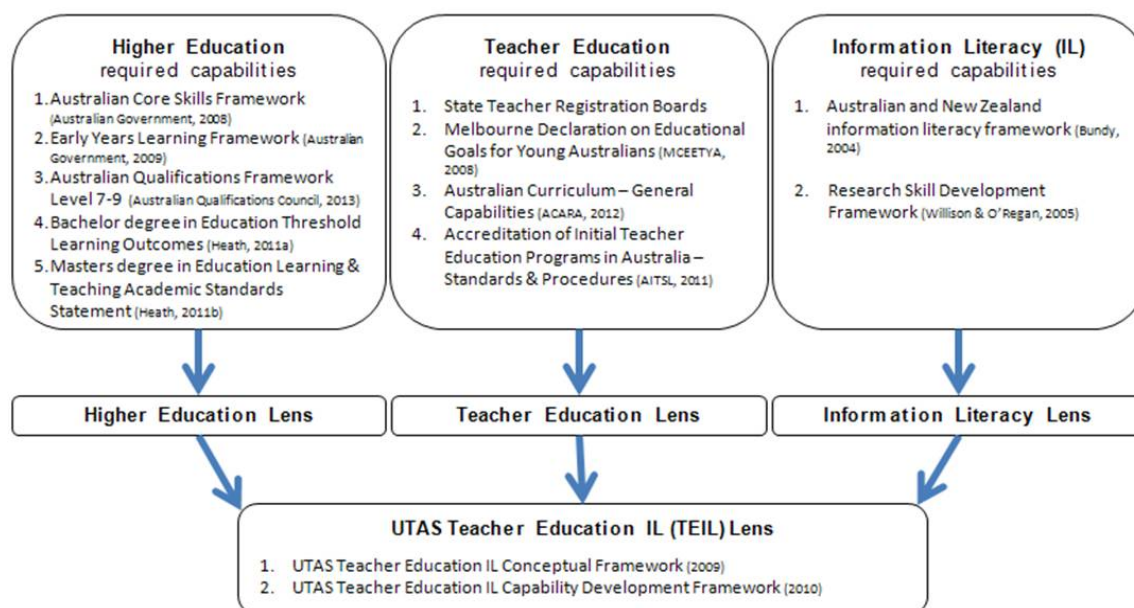 Higher Education
required capabilities
1. Australian Core Skills Framework
(Australian Government, 2008)
2. Early Years Learning Framework (Australian
Government, 2009)
3. Australian Qualifications Framework
Level 7-9 (Australian Qualifications Council, 2013)
4. Bachelor degree in Education Threshold
Learning Outcomes (Heath, 2011a)
5. Masters degree in Education Learning &
Teaching Academic Standards
Statement (Heath, 2011b)
Teacher Education
required capabilities
1. State Teacher Registration Boards
2. Melbourne Declaration on Educational
Goals for Young Australians (MCEETYA,
2008)
3. Australian Curriculum – General
Capabilities (ACARA, 2012)
4. Accreditation of Initial Teacher
Education Programs in Australia –
Standards & Procedures (AITSL, 2011)
Information Literacy (IL)
required capabilities
1. Australian and New Zealand
information literacy framework (Bundy,
2004)
2. Research Skill Development
Framework (Willison & O'Regan, 2005)
Higher Education Lens
Teacher Education Lens
Information Literacy Lens
UTAS Teacher Education IL (TEIL) Lens
1. UTAS Teacher Education IL Conceptual Framework (2009)
2. UTAS Teacher Education IL Capability Development Framework (2010)